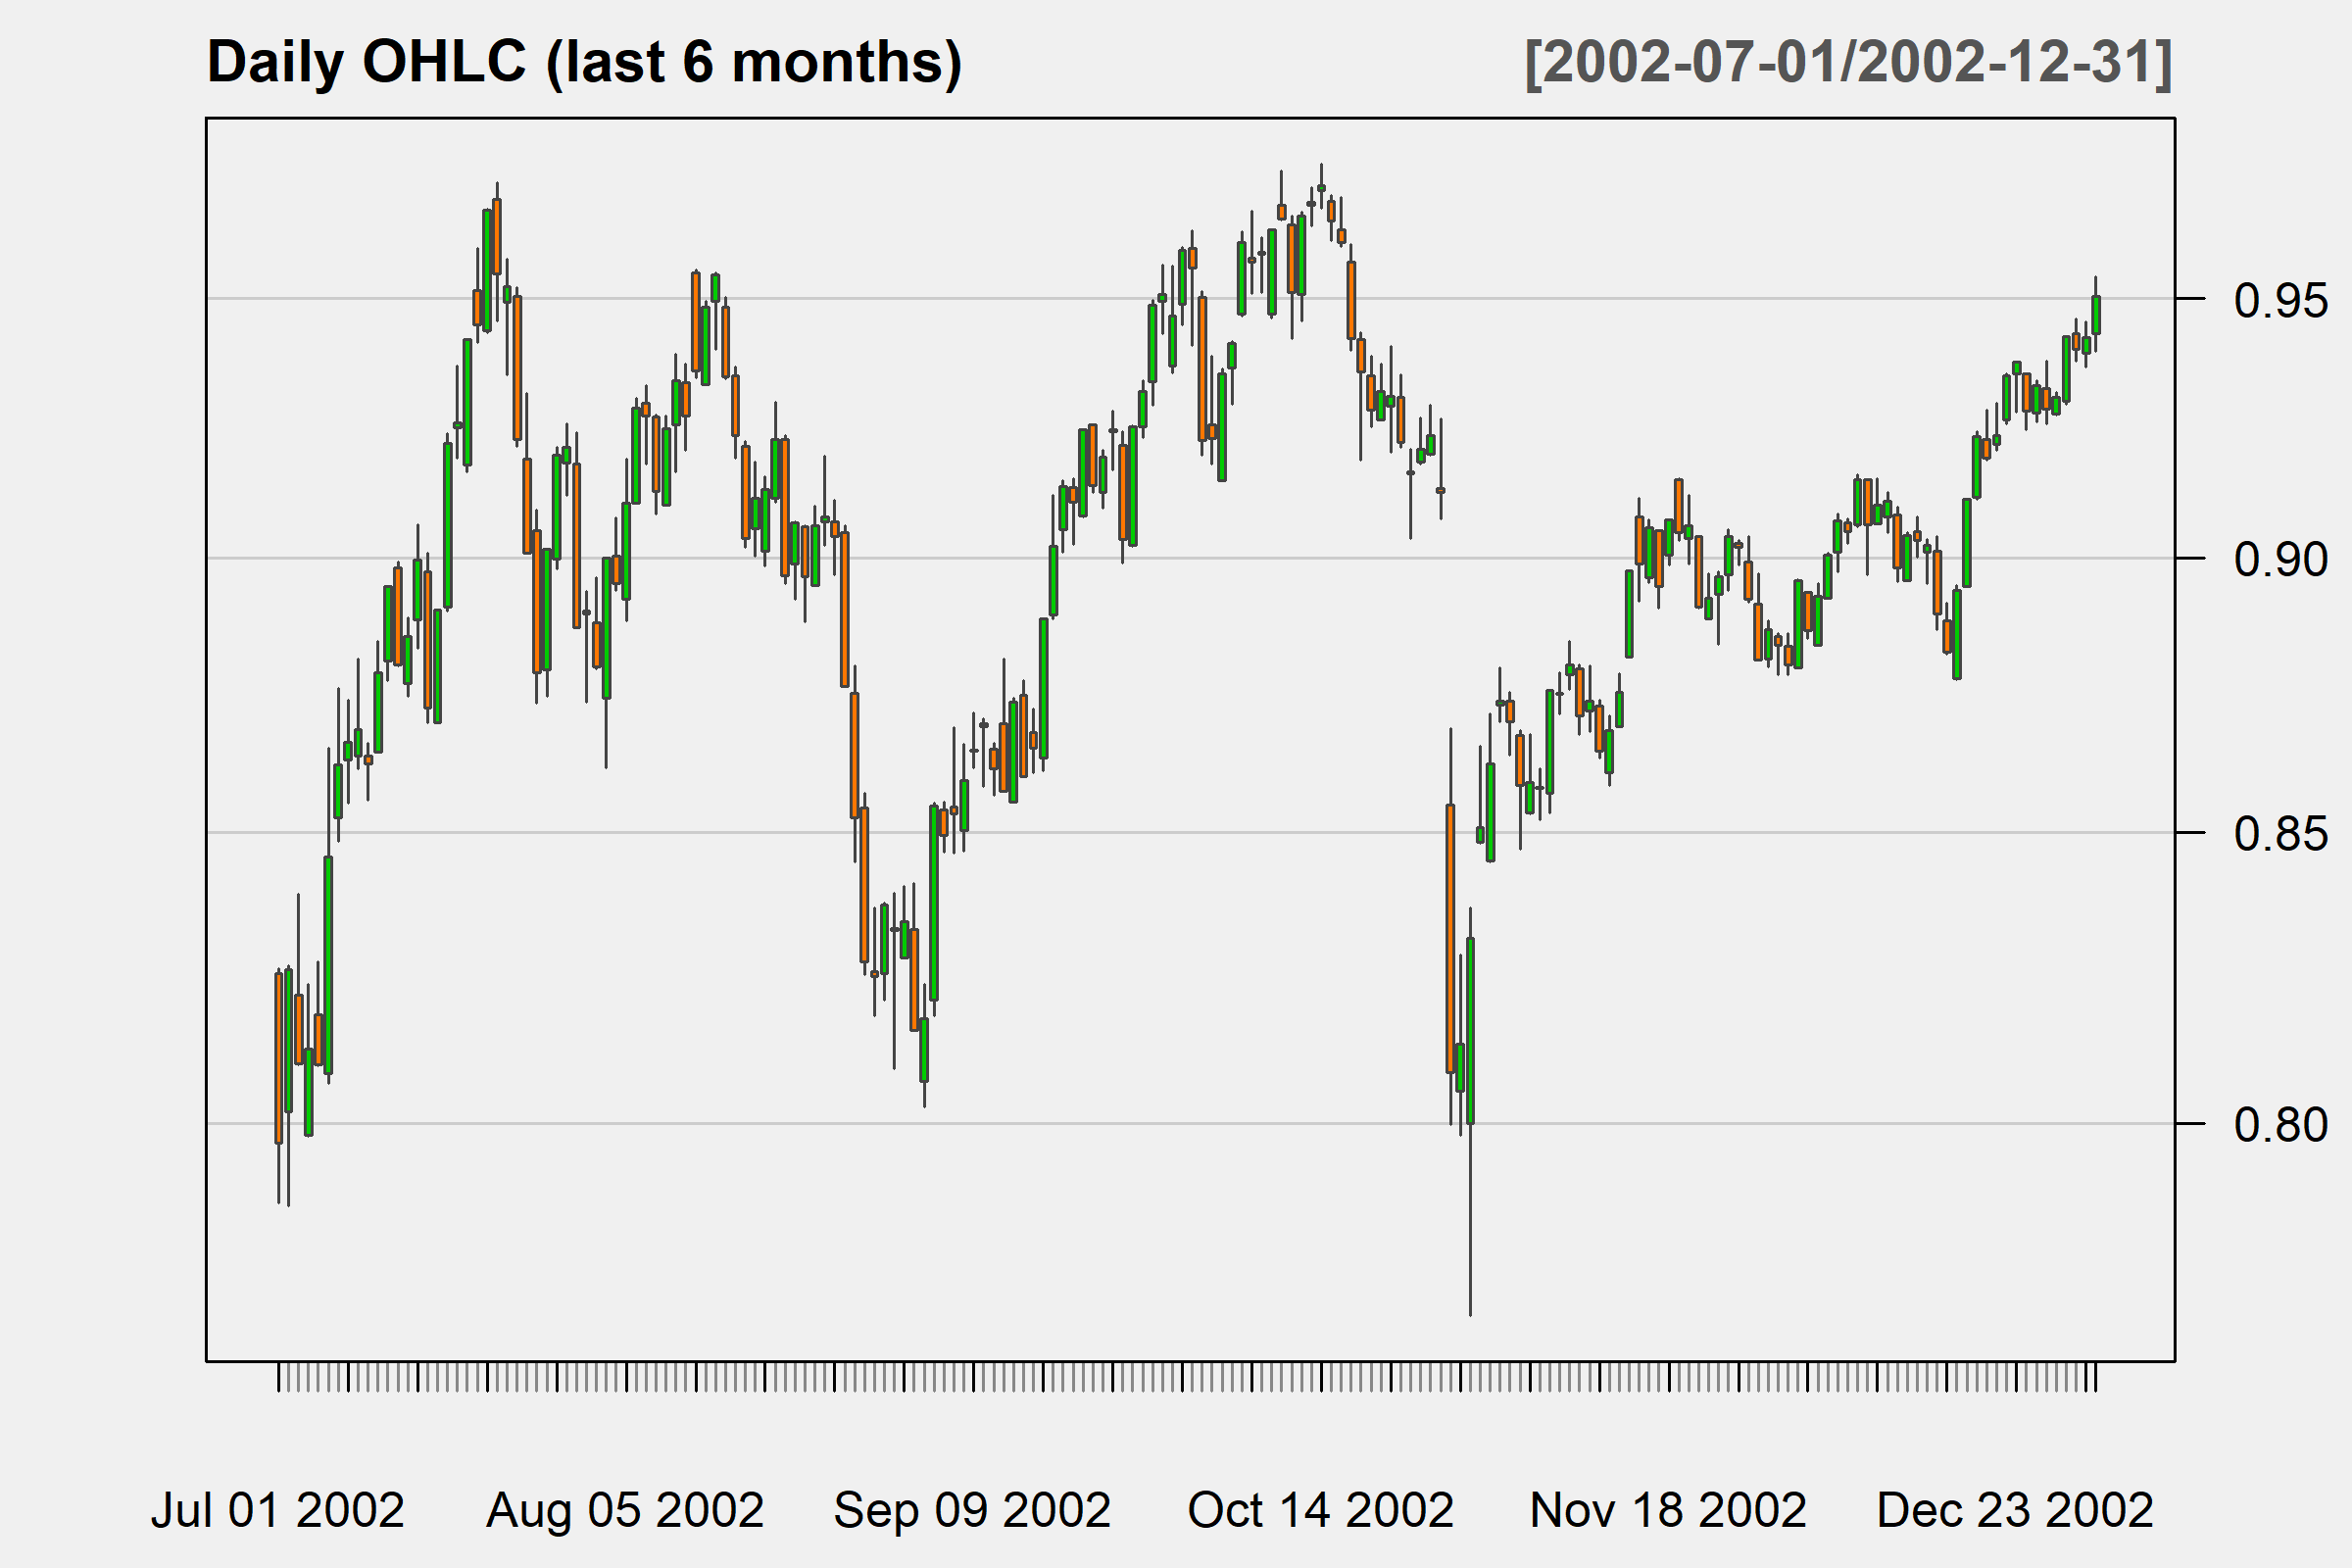 Daily OHLC (last 6 months)
[2002-07-01/2002-12-31]
0.95
0.90
0.85
0.80
Jul 01 2002
Aug 05 2002
Sep 09 2002
Oct 14 2002
Nov 18 2002
Dec 23 2002